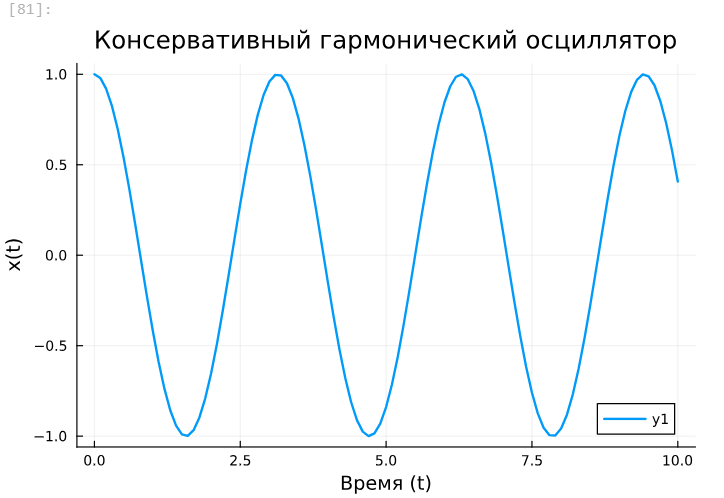 [81]:
Консервативный гармонический осциллятор
1.0
0.5
0.0
−0.5
−1.0
x(t)
y1
0.0 2.5 5.0 7.5 10.0
Время (t)